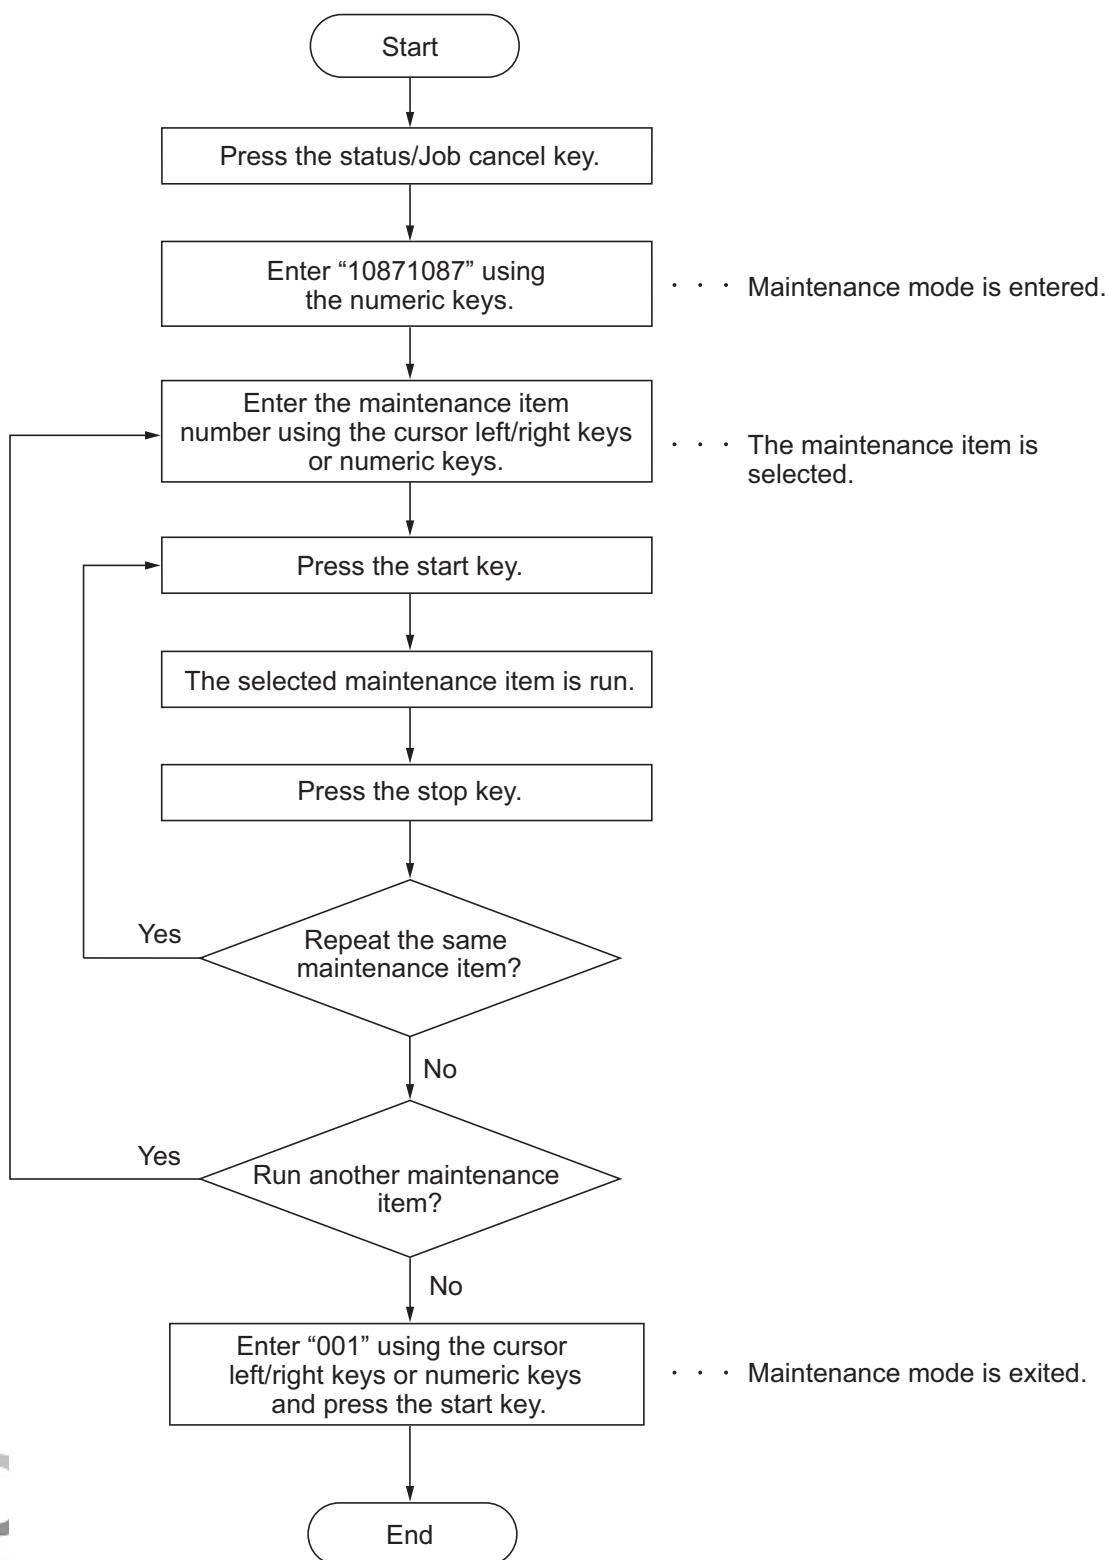 Start
Press the status/Job cancel key.
Enter “10871087” using
the numeric keys.
· · · Maintenance mode is entered.
Enter the maintenance item
number using the cursor left/right keys
or numeric keys.
· · · The maintenance item is
selected.
Press the start key.
The selected maintenance item is run.
Press the stop key.
Yes
Repeat the same
maintenance item?
No
Yes
Run another maintenance
item?
No
Enter “001” using the cursor
left/right keys or numeric keys
and press the start key.
· · · Maintenance mode is exited.
End